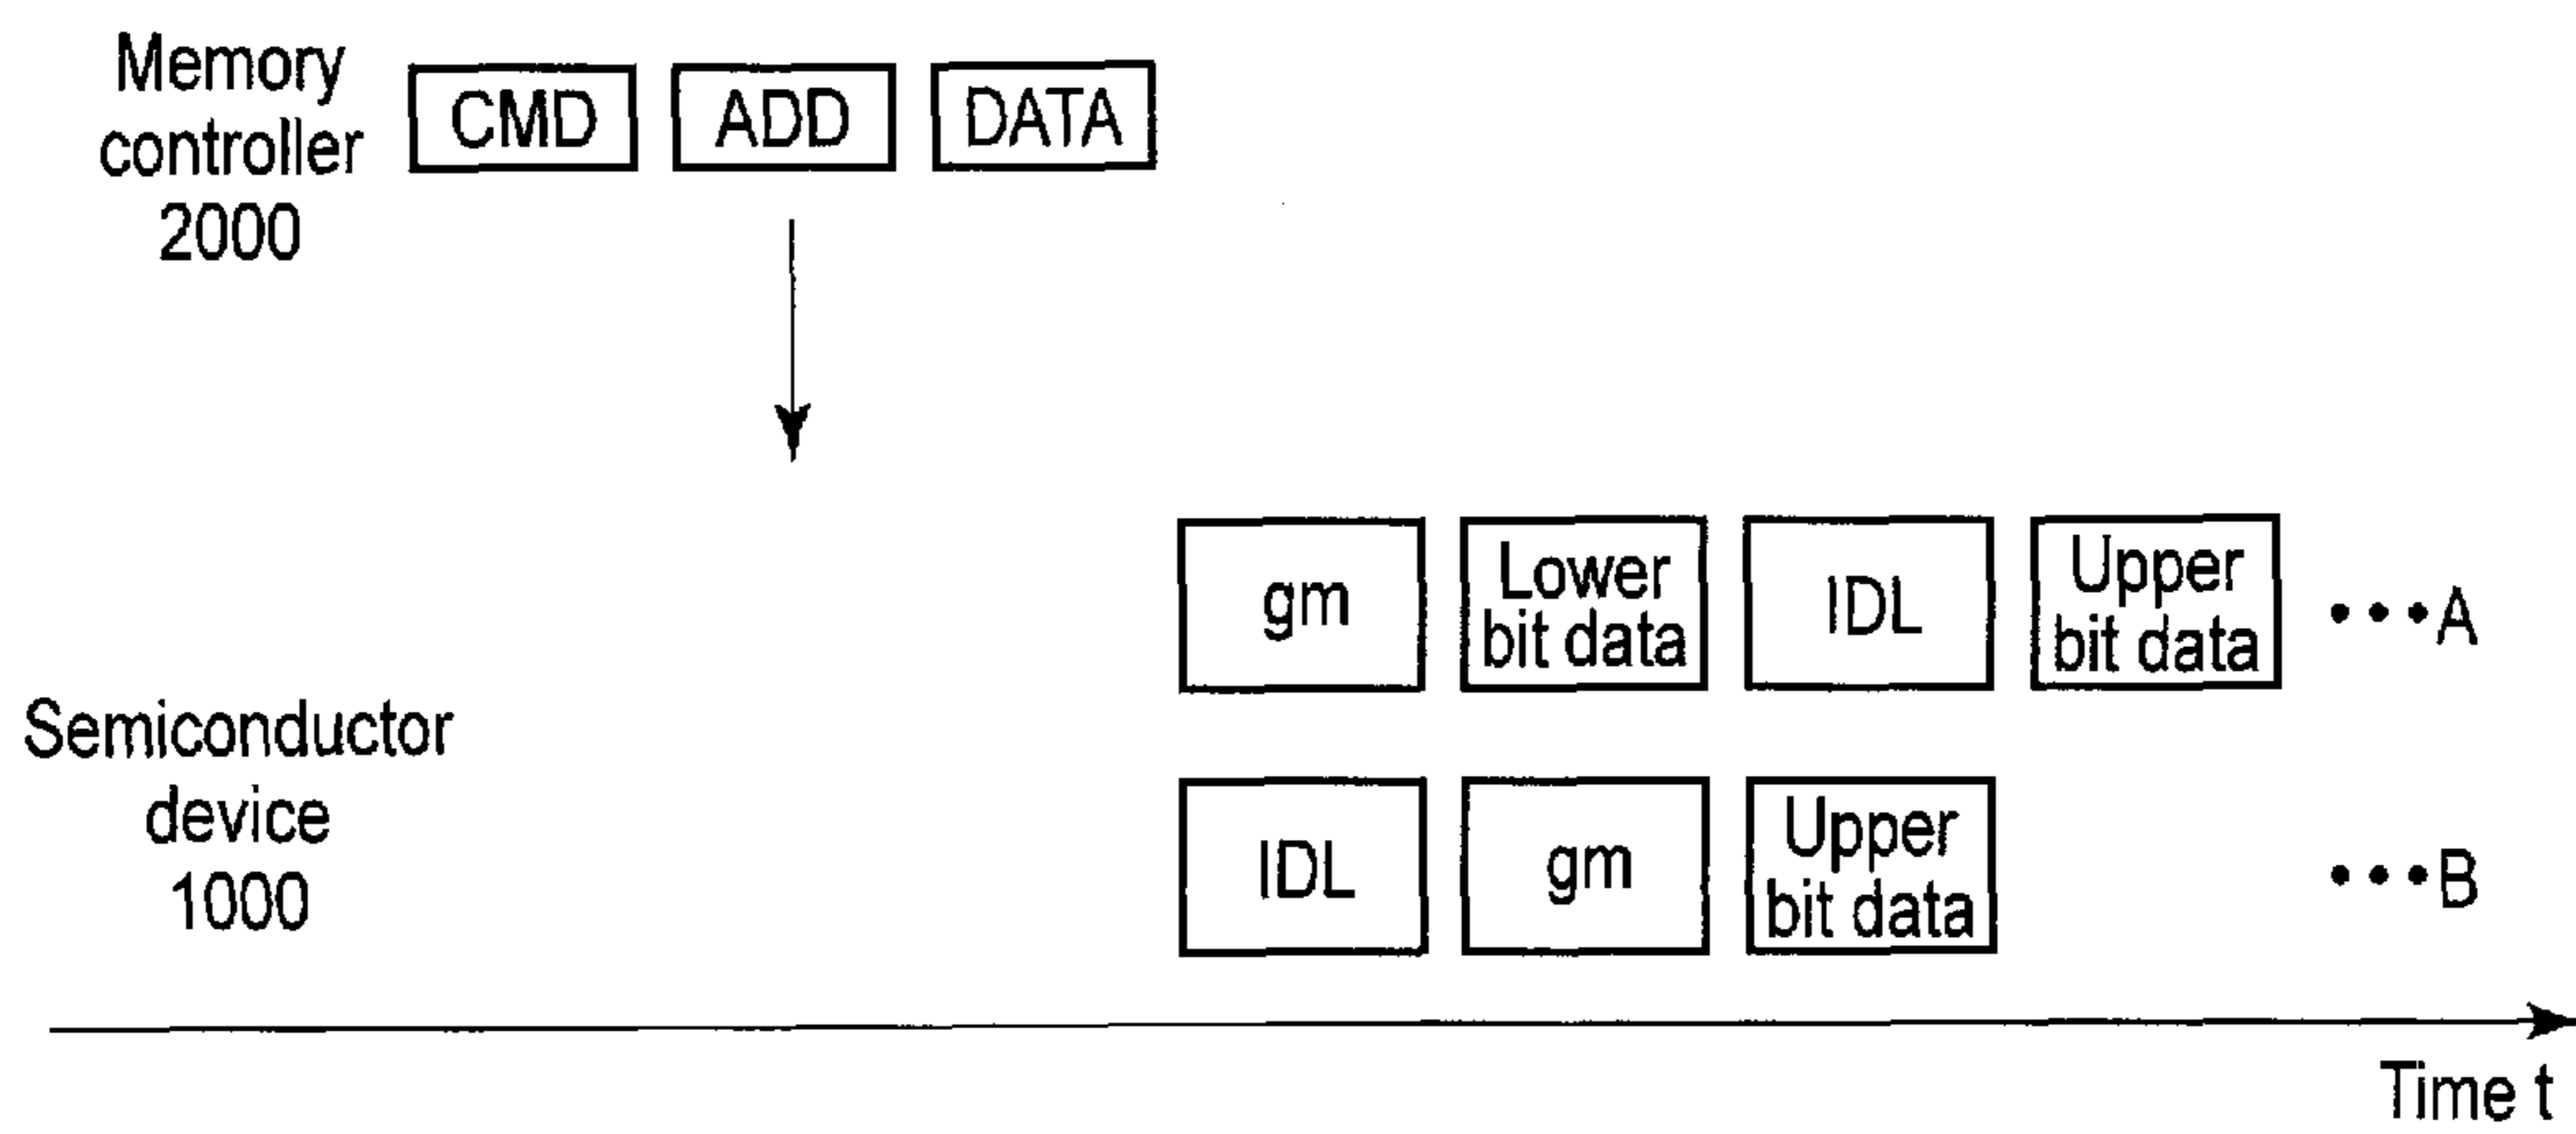 Memory
controller
2000
CMD
ADD
DATA
gm
Lower
bit data
IDL
Upper
bit data
•••A
Semiconductor
device
1000
IDL
gm
Upper
bit data
•••B
Time t